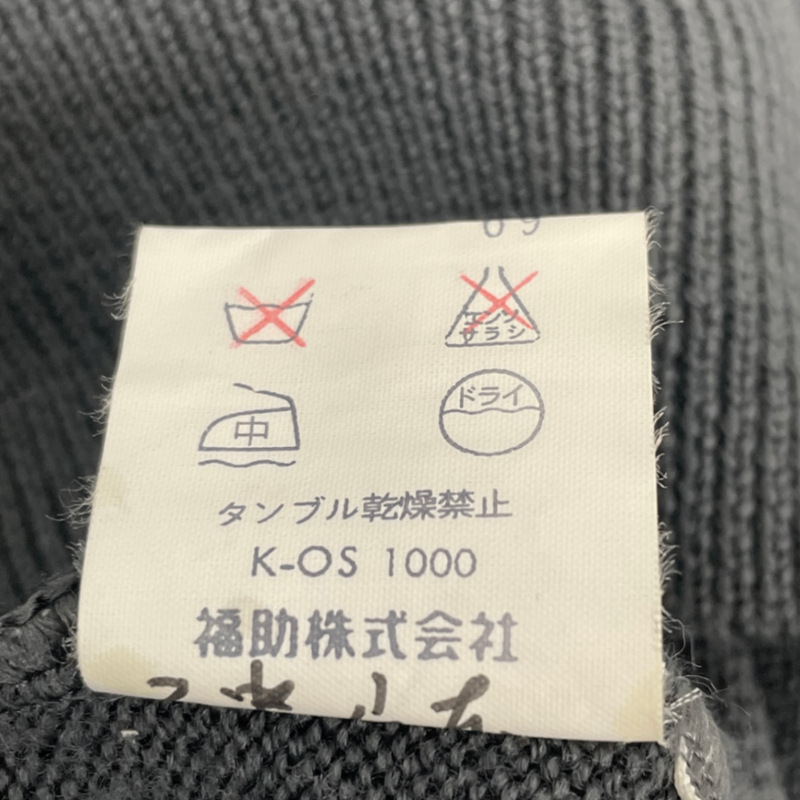 エンソ
サラシ
中
ドライ
タンブル乾燥禁止
K-OS 1000
福助株式会社